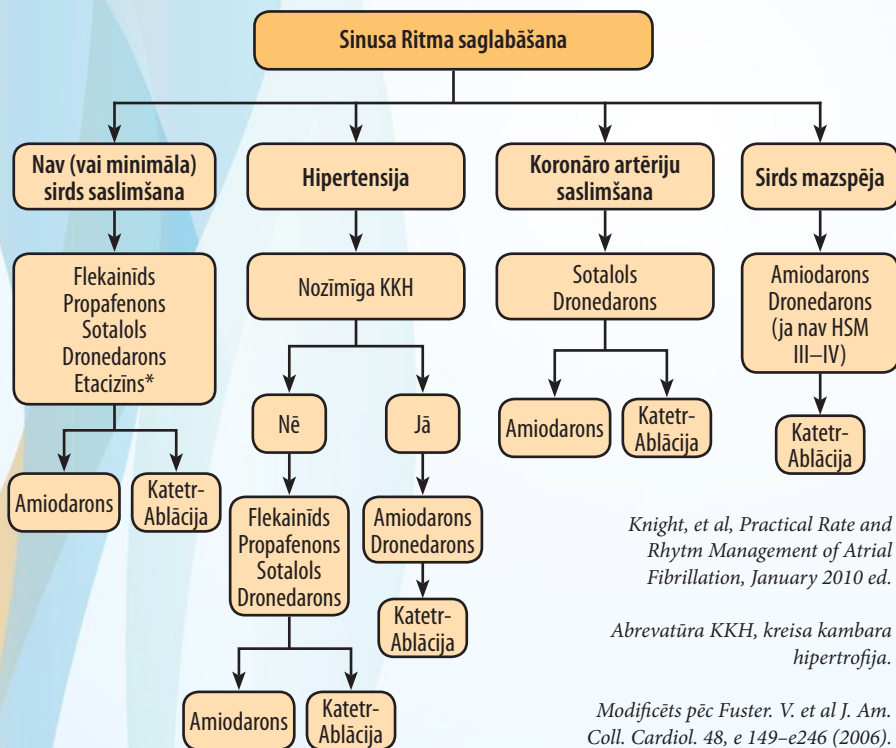 Sinusa Ritma saglabāšana
Nav (vai minimāla)
sirds saslimšana
Hipertensija
Koronāro artēriju
saslimšana
Sirds mazspēja
Flekainīds
Propafenons
Sotalols
Dronedarons
Etacizīns*
Nozīmīga KKH
Sotalols
Dronedarons
Amiodarons
Dronedarons
(ja nav HSM
III–IV)
Nē
Jā
Amiodarons
Katetr-
Ablācija
Katetr-
Ablācija
Amiodarons
Katetr-
Ablācija
Flekainīds
Propafenons
Sotalols
Dronedarons
Amiodarons
Dronedarons
Katetr-
Ablācija
Amiodarons
Katetr-
Ablācija
Knight, et al, Practical Rate and
Rhytm Management of Atrial
Fibrillation, January 2010 ed.
Abrevatūra KKH, kreisa kambara
hipertrofija.
Modificēts pēc Fuster. V. et al J. Am.
Coll. Cardiol. 48, e 149–e246 (2006).